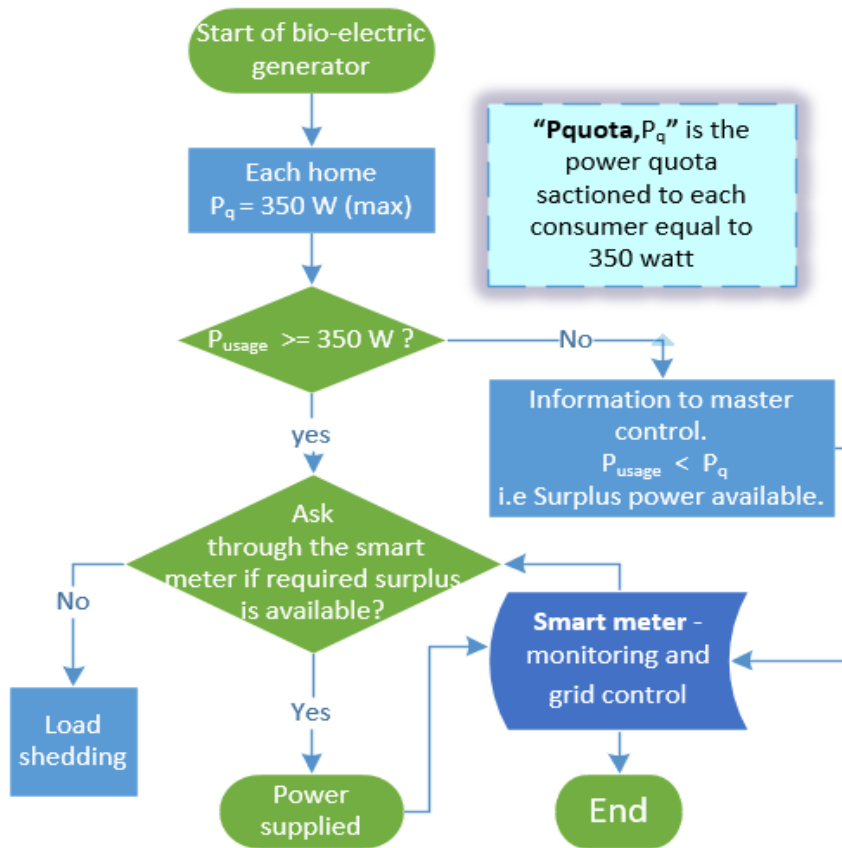 Start of bio-electric
generator
Each home
Pq = 350 W (max)
“Pquota,Pq” is the
power quota
sactioned to each
consumer equal to
350 watt
Pusage >= 350 W ?
No
Information to master
control.
Pusage < Pq
i.e Surplus power available.
yes
Ask
through the smart
meter if required surplus
is available?
No
Load
shedding
Yes
Power
supplied
Smart meter -
monitoring and
grid control
End